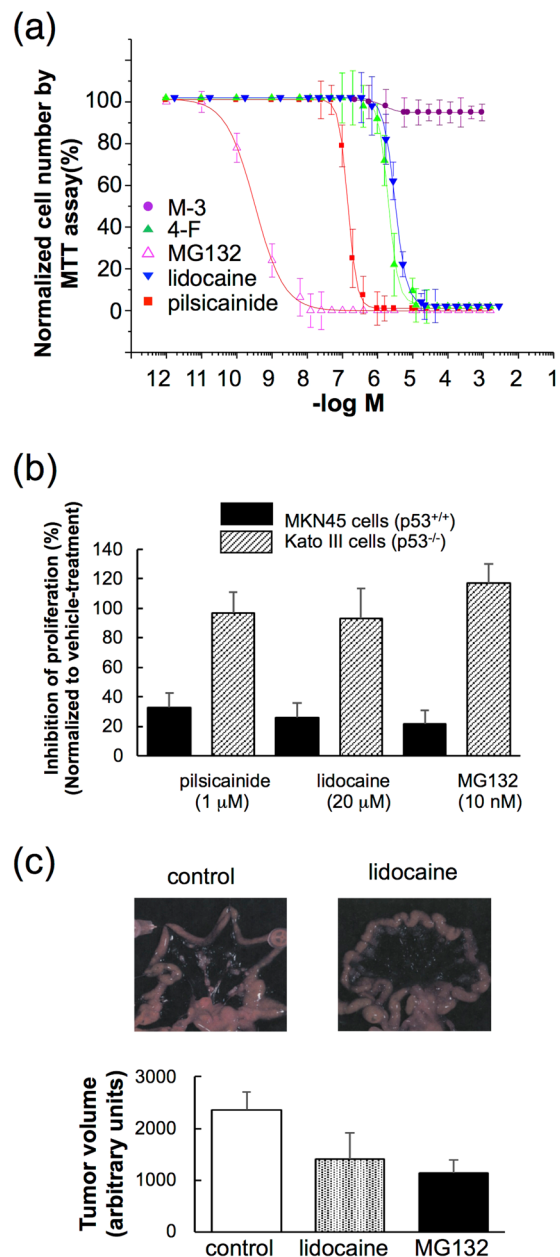 (a)
Normalized cell number by
MTT assay(%)
100
80
60
40
20
0
M-3
4-F
MG132
lidocaine
pilsicainide
12 11 10 9 8 7 6 5 4 3 2 1
-log M
(b)
MKN45 cells (p53+/+)
Kato III cells (p53-/-)
Inhibition of proliferation (%)
(Normalized to vehicle-treatment)
140
120
100
80
60
40
20
0
pilsicainide lidocaine MG132
(1 μM) (20 μM) (10 nM)
(c)
control lidocaine
Tumor volume
(arbitrary units)
3000
2000
1000
0
control lidocaine MG132